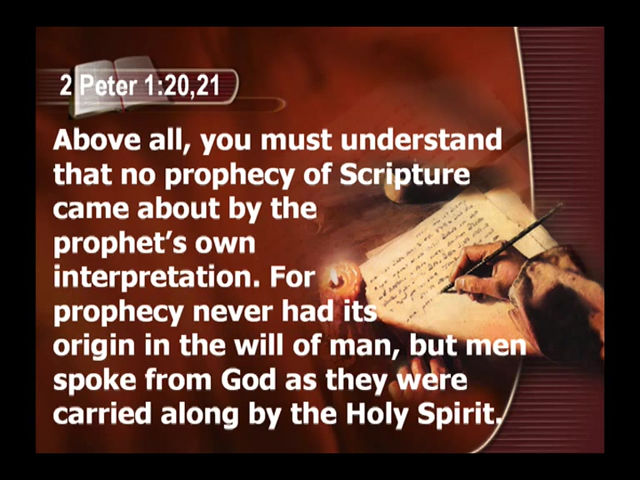 2 Peter 1:20,21
Above all, you must understand
that no prophecy of Scripture
came about by the
prophet’s own
interpretation. For
prophecy never had its
origin in the will of man, but men
spoke from God as they were
carried along by the Holy Spirit.